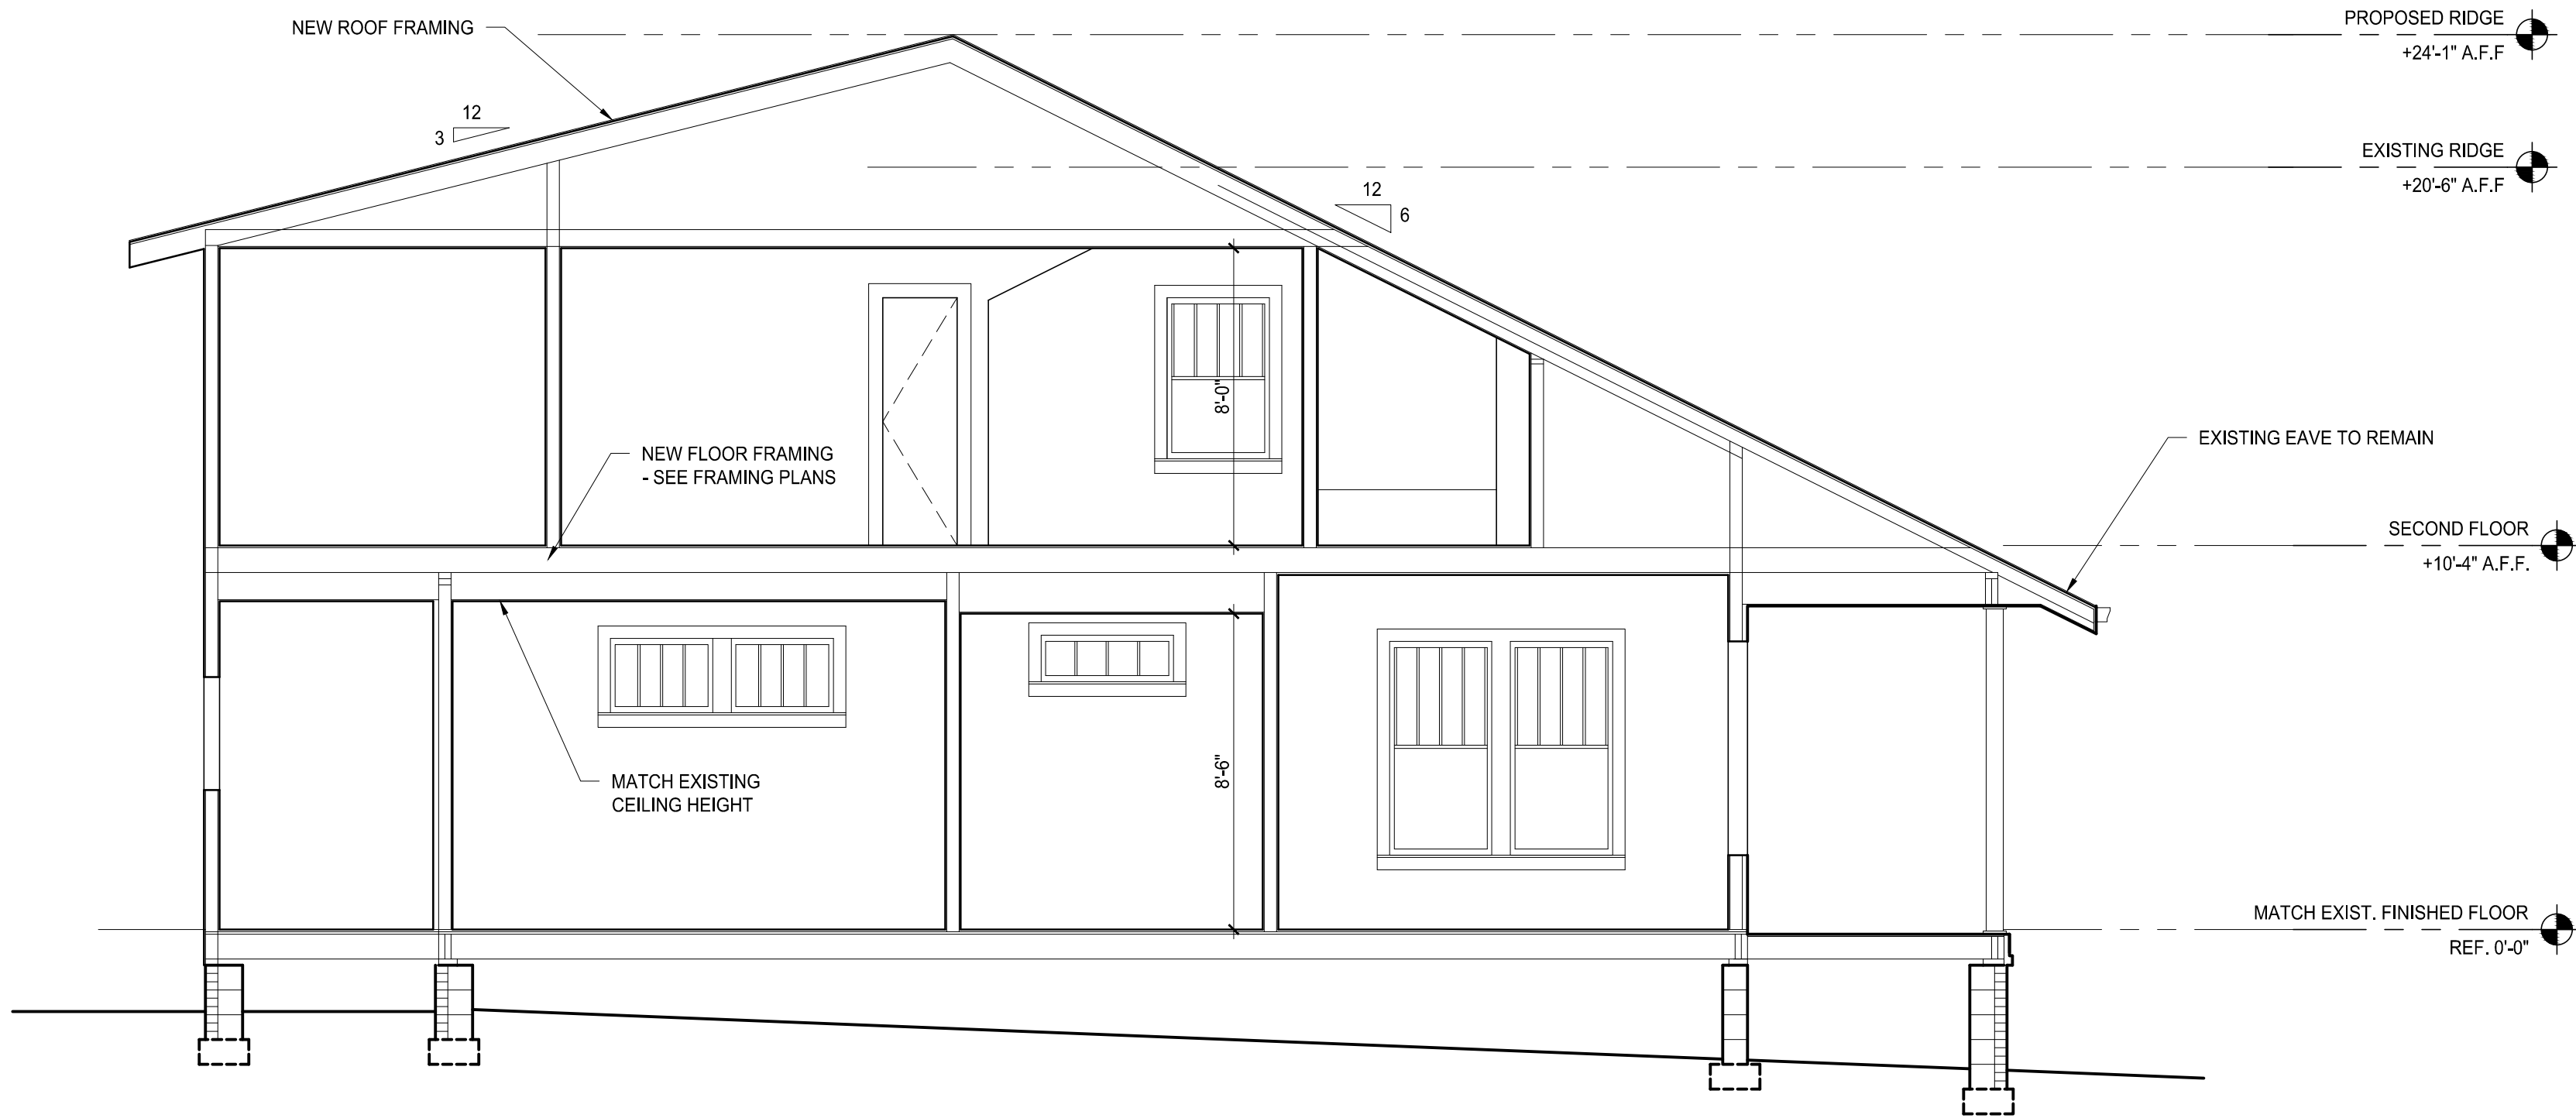 NEW ROOF FRAMING
PROPOSED RIDGE
+24'-1" A.F.F
12
3
EXISTING RIDGE
+20'-6" A.F.F
12
6
8'-0"
NEW FLOOR FRAMING
- SEE FRAMING PLANS
EXISTING EAVE TO REMAIN
SECOND FLOOR
+10'-4" A.F.F.
8'-6"
MATCH EXISTING
CEILING HEIGHT
MATCH EXIST. FINISHED FLOOR
REF. 0'-0"